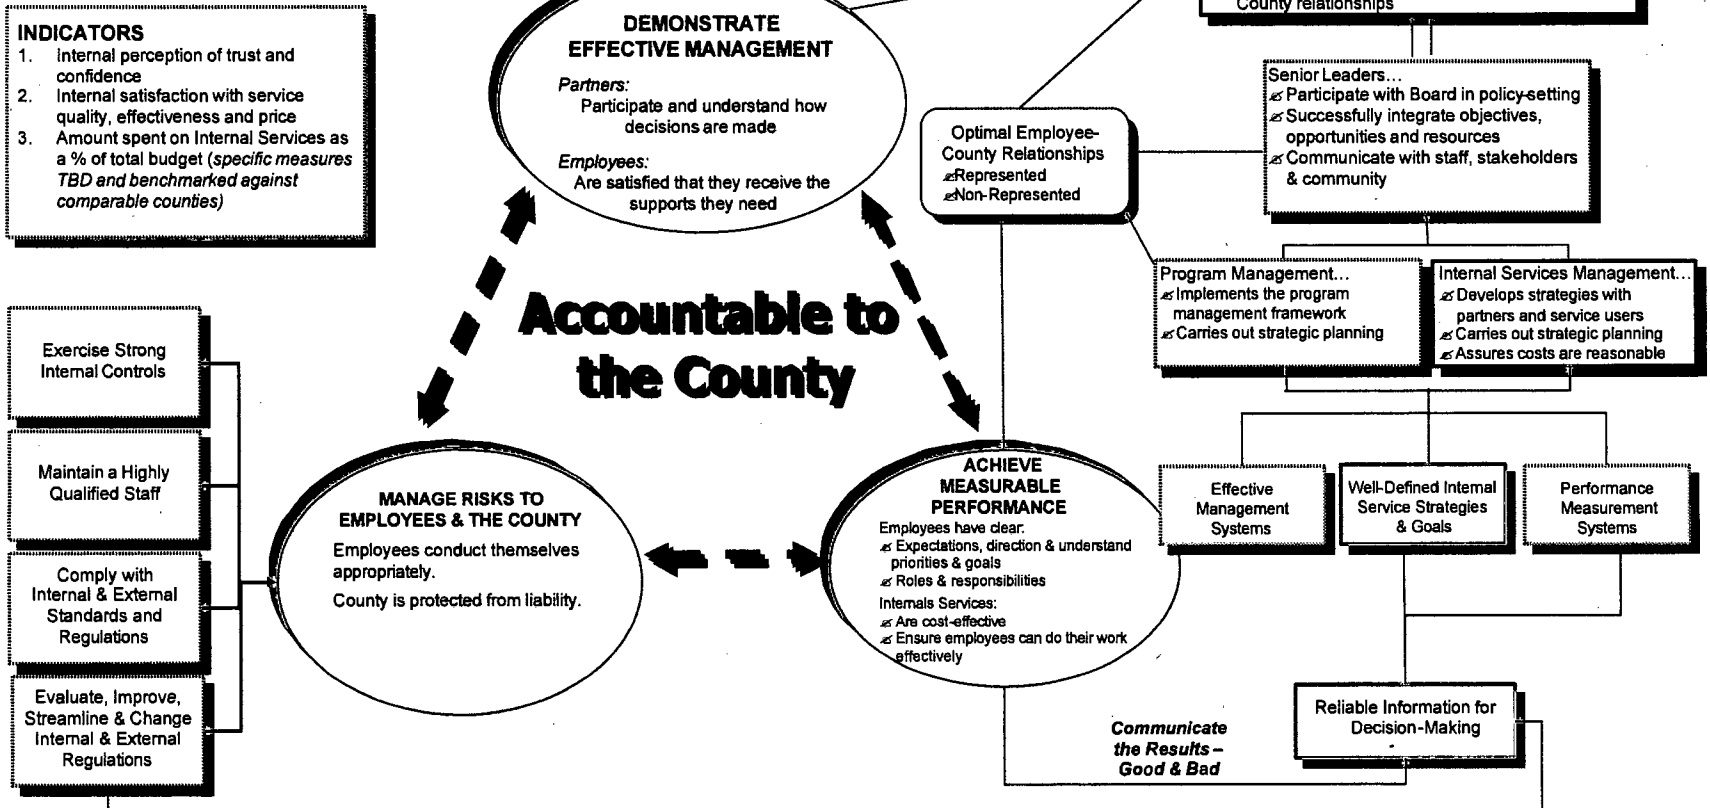 INDICATORS
1. Internal perception of trust and
confidence
2. Internal satisfaction with service
quality, effectiveness and price
3. Amount spent on Internal Services as
a % of total budget (specific measures
TBD and benchmarked against
comparable counties)
DEMONSTRATE
EFFECTIVE MANAGEMENT
Partners:
Participate and understand how
decisions are made
Employees:
Are satisfied that they receive the
supports they need
County relationships
Senior Leaders...
Participate with Board in policy-setting
Successfully integrate objectives,
opportunities and resources
Communicate with staff, stakeholders
& community
Optimal Employee-
County Relationships
Represented
Non-Represented
Program Management...
Implements the program
management framework
Carries out strategic planning
Internal Services Management...
Develops strategies with
partners and service users
Carries out strategic planning
Assures costs are reasonable
Accountable to
the County
Exercise Strong
Internal Controls
Maintain a Highly
Qualified Staff
Comply with
Internal & External
Standards and
Regulations
Evaluate, Improve,
Streamline & Change
Internal & External
Regulations
MANAGE RISKS TO
EMPLOYEES & THE COUNTY
Employees conduct themselves
appropriately.
County is protected from liability.
ACHIEVE
MEASURABLE
PERFORMANCE
Employees have clear:
Expectations, direction & understand
priorities & goals
Roles & responsibilities
Internals Services:
Are cost-effective
Ensure employees can do their work
effectively
Effective
Management
Systems
Well-Defined Internal
Service Strategies
& Goals
Performance
Measurement
Systems
Reliable Information for
Decision-Making
Communicate
the Results –
Good & Bad